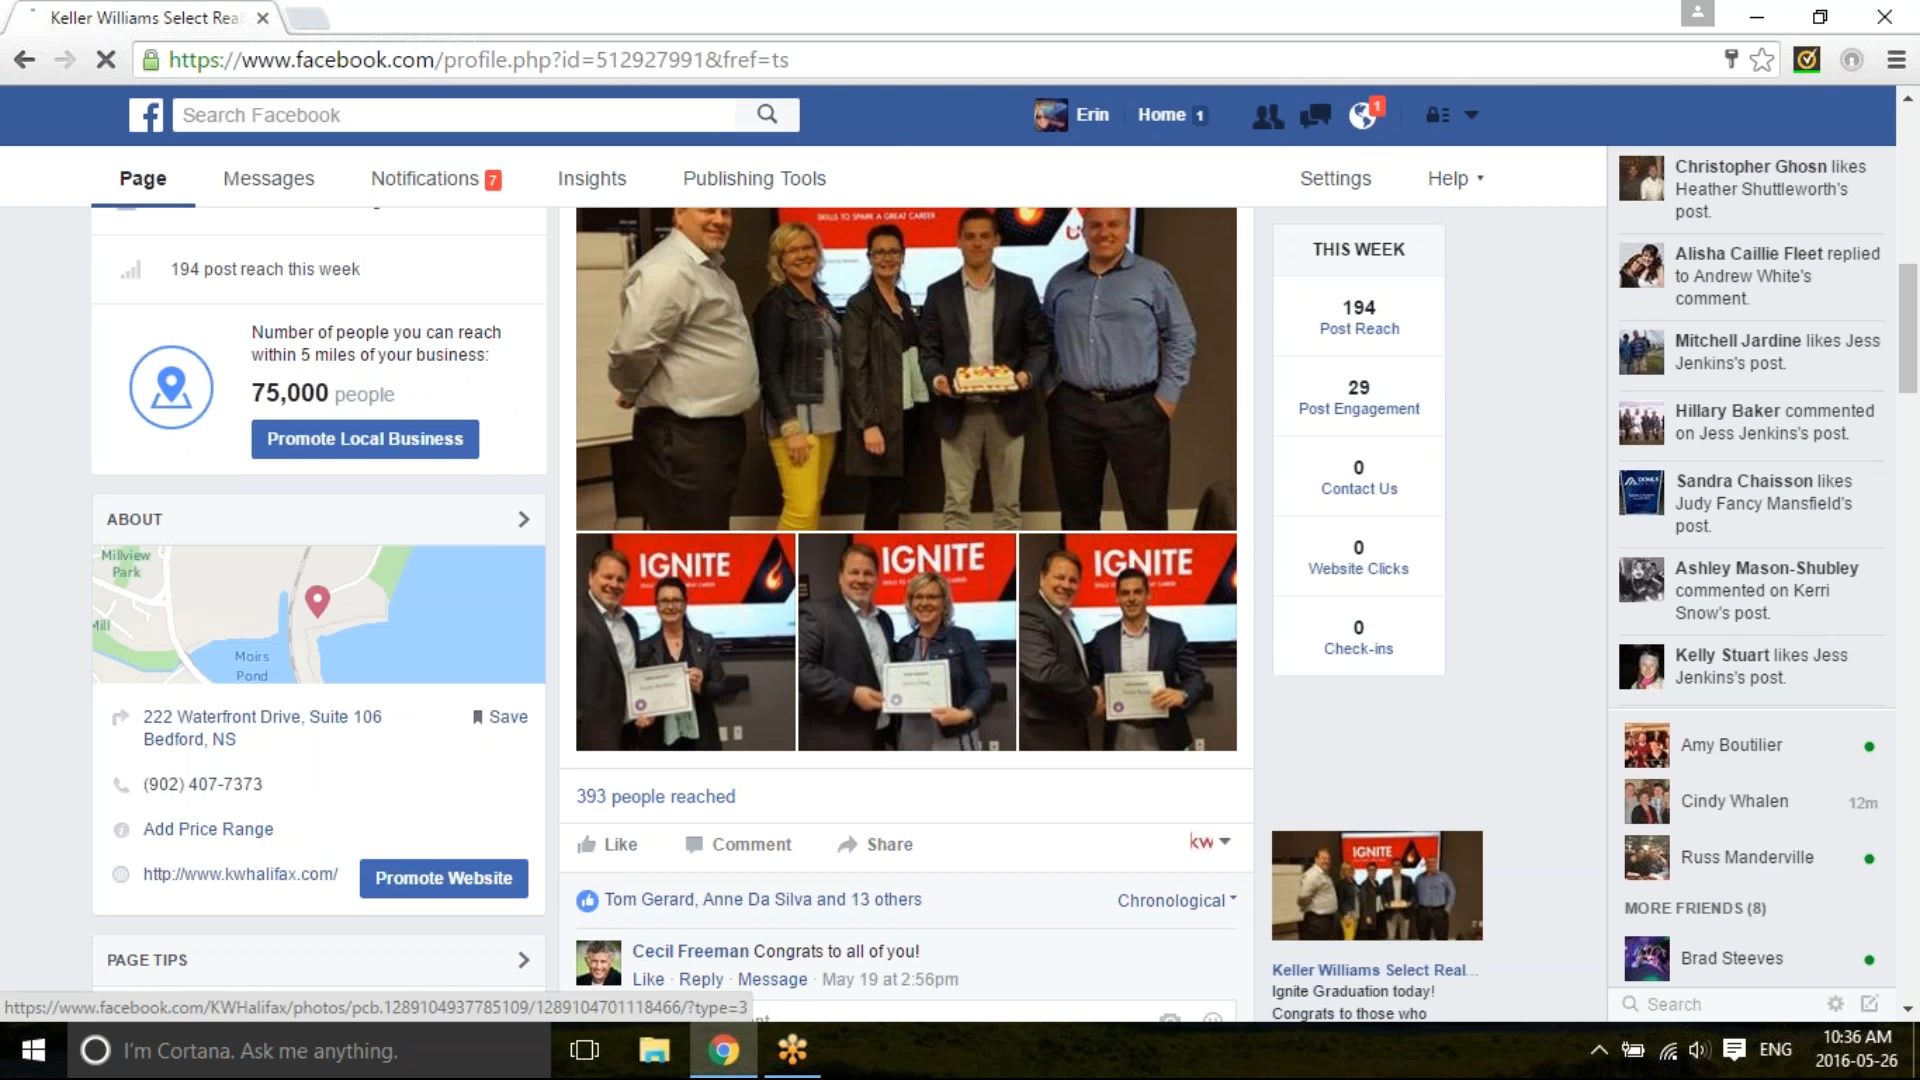 Keller Williams Select Rea
https://www.facebook.com/profile.php?id=512927991&fref=ts
Search Facebook
Erin
Home 1
1
Page
Messages
Notifications 7
Insights
Publishing Tools
Settings
Help
194 post reach this week
Number of people you can reach
within 5 miles of your business:
75,000 people
Promote Local Business
ABOUT
Millview
Park
Mill
Moirs
Pond
222 Waterfront Drive, Suite 106
Bedford, NS
Save
(902) 407-7373
Add Price Range
http://www.kwhalifax.com/
Promote Website
PAGE TIPS
SKILLS TO SPARK A GREAT CAREER
IGNITE
IGNITE
IGNITE
393 people reached
Like
Comment
Share
kw
Tom Gerard, Anne Da Silva and 13 others
Chronological
Cecil Freeman Congrats to all of you!
Like · Reply · Message · May 19 at 2:56pm
THIS WEEK
194
Post Reach
29
Post Engagement
0
Contact Us
0
Website Clicks
0
Check-ins
IGNITE
Keller Williams Select Real...
Ignite Graduation today!
Congrats to those who
Christopher Ghosn likes
Heather Shuttleworth's
post.
Alisha Caillie Fleet replied
to Andrew White's
comment.
Mitchell Jardine likes Jess
Jenkins's post.
Hillary Baker commented
on Jess Jenkins's post.
Sandra Chaisson likes
Judy Fancy Mansfield's
post.
Ashley Mason-Shubley
commented on Kerri
Snow's post.
Kelly Stuart likes Jess
Jenkins's post.
Amy Boutilier
Cindy Whalen 12m
Russ Manderville
MORE FRIENDS (8)
Brad Steeves
Search
https://www.facebook.com/KWHalifax/photos/pcb.1289104937785109/1289104701118466/?type=3
I'm Cortana. Ask me anything.
ENG
10:36 AM
2016-05-26